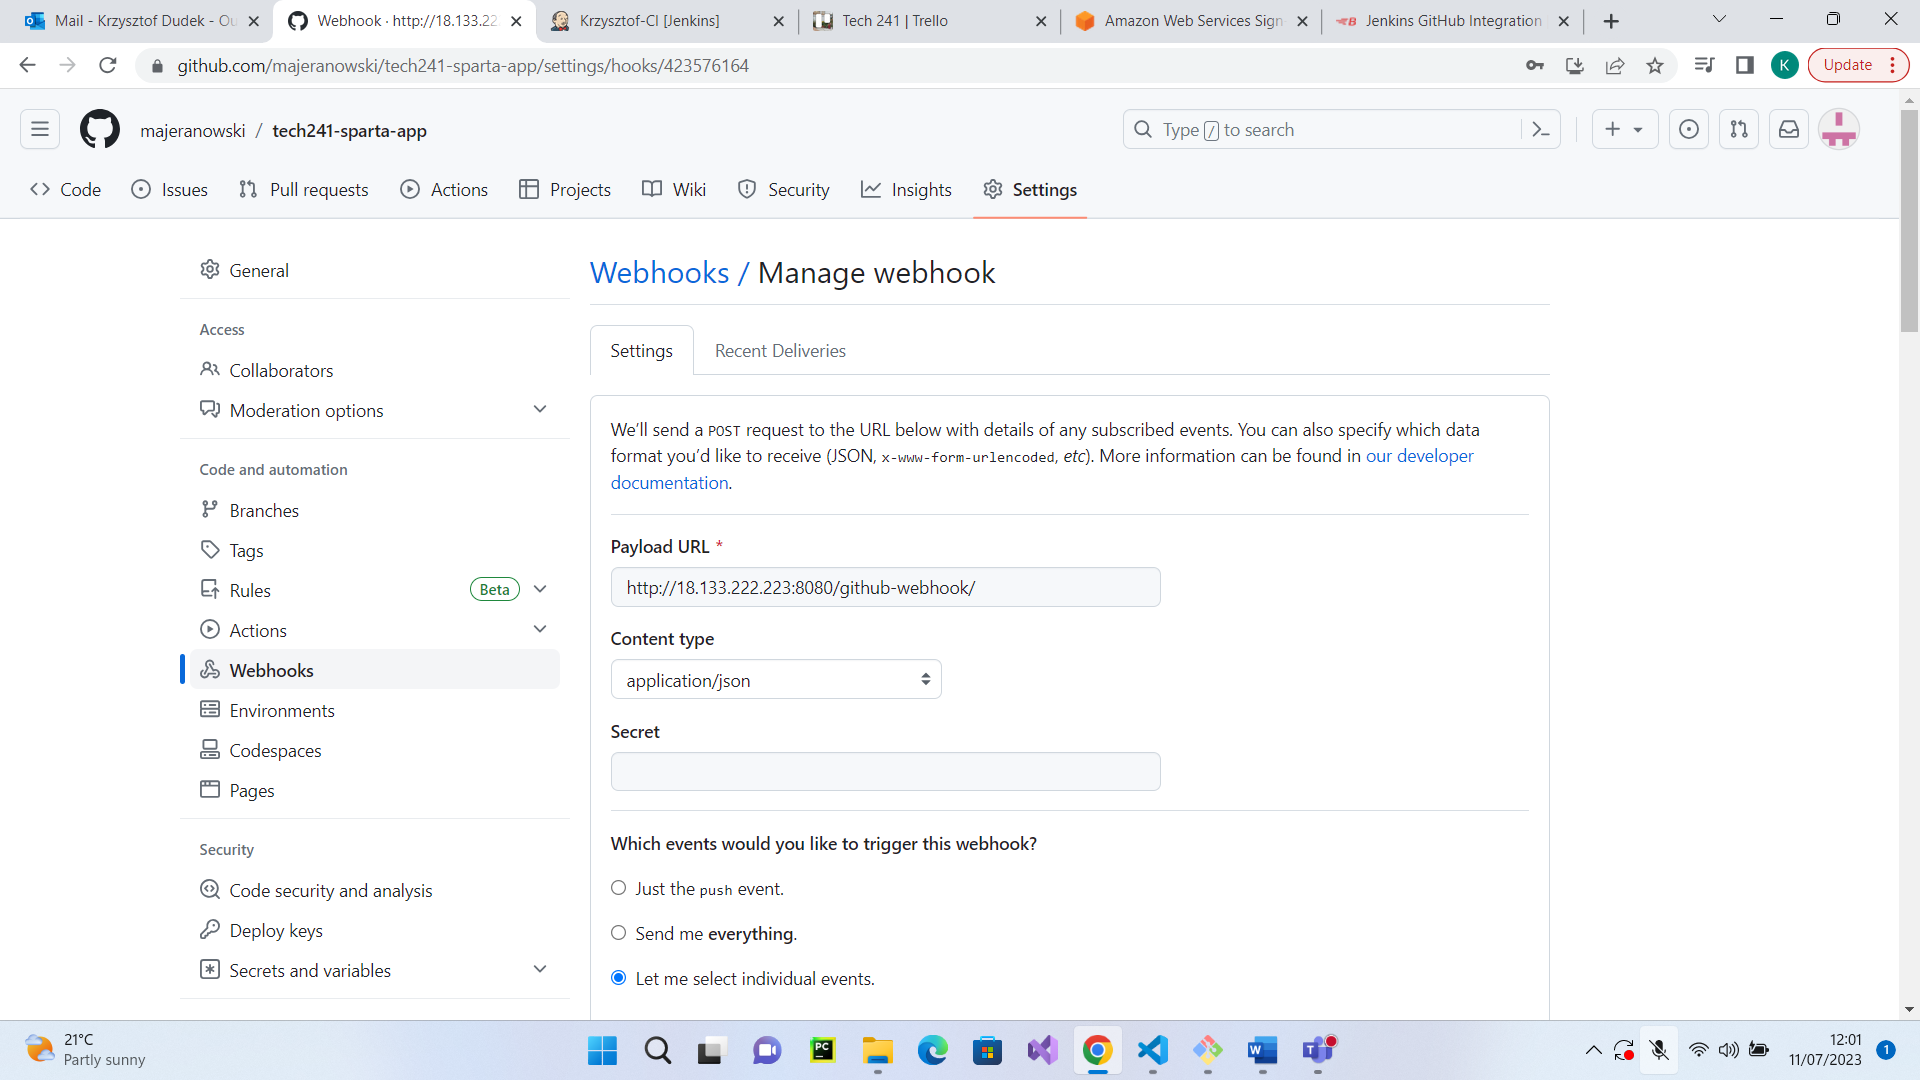 Mail - Krzysztof Dudek - Ou
Webhook · http://18.133.22
Krzysztof-CI [Jenkins]
Tech 241 | Trello
Amazon Web Services Sign
Jenkins GitHub Integration
github.com/majeranowski/tech241-sparta-app/settings/hooks/423576164
K
Update
majeranowski / tech241-sparta-app
Type / to search
Code
Issues
Pull requests
Actions
Projects
Wiki
Security
Insights
Settings
General
Access
Collaborators
Moderation options
Code and automation
Branches
Tags
Rules Beta
Actions
Webhooks
Environments
Codespaces
Pages
Security
Code security and analysis
Deploy keys
Secrets and variables
Webhooks / Manage webhook
Settings
Recent Deliveries
We'll send a POST request to the URL below with details of any subscribed events. You can also specify which data
format you'd like to receive (JSON, x-www-form-urlencoded, etc). More information can be found in our developer
documentation.
Payload URL *
http://18.133.222.223:8080/github-webhook/
Content type
application/json
Secret
Which events would you like to trigger this webhook?
Just the push event.
Send me everything.
Let me select individual events.
21°C
Partly sunny
PC
W
T
12:01
11/07/2023
1